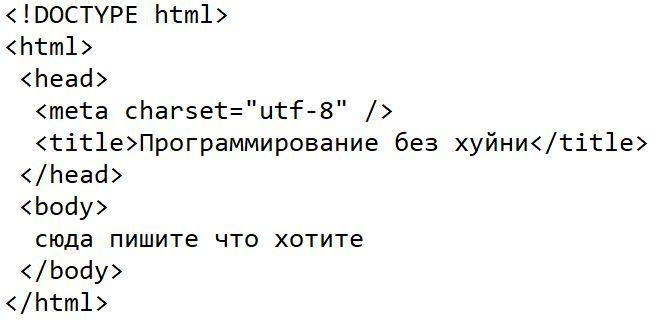 <!DOCTYPE html>
<html>
<head>
<meta charset="utf-8" />
<title>Программирование без хуйни</title>
</head>
<body>
сюда пишите что хотите
</body>
</html>